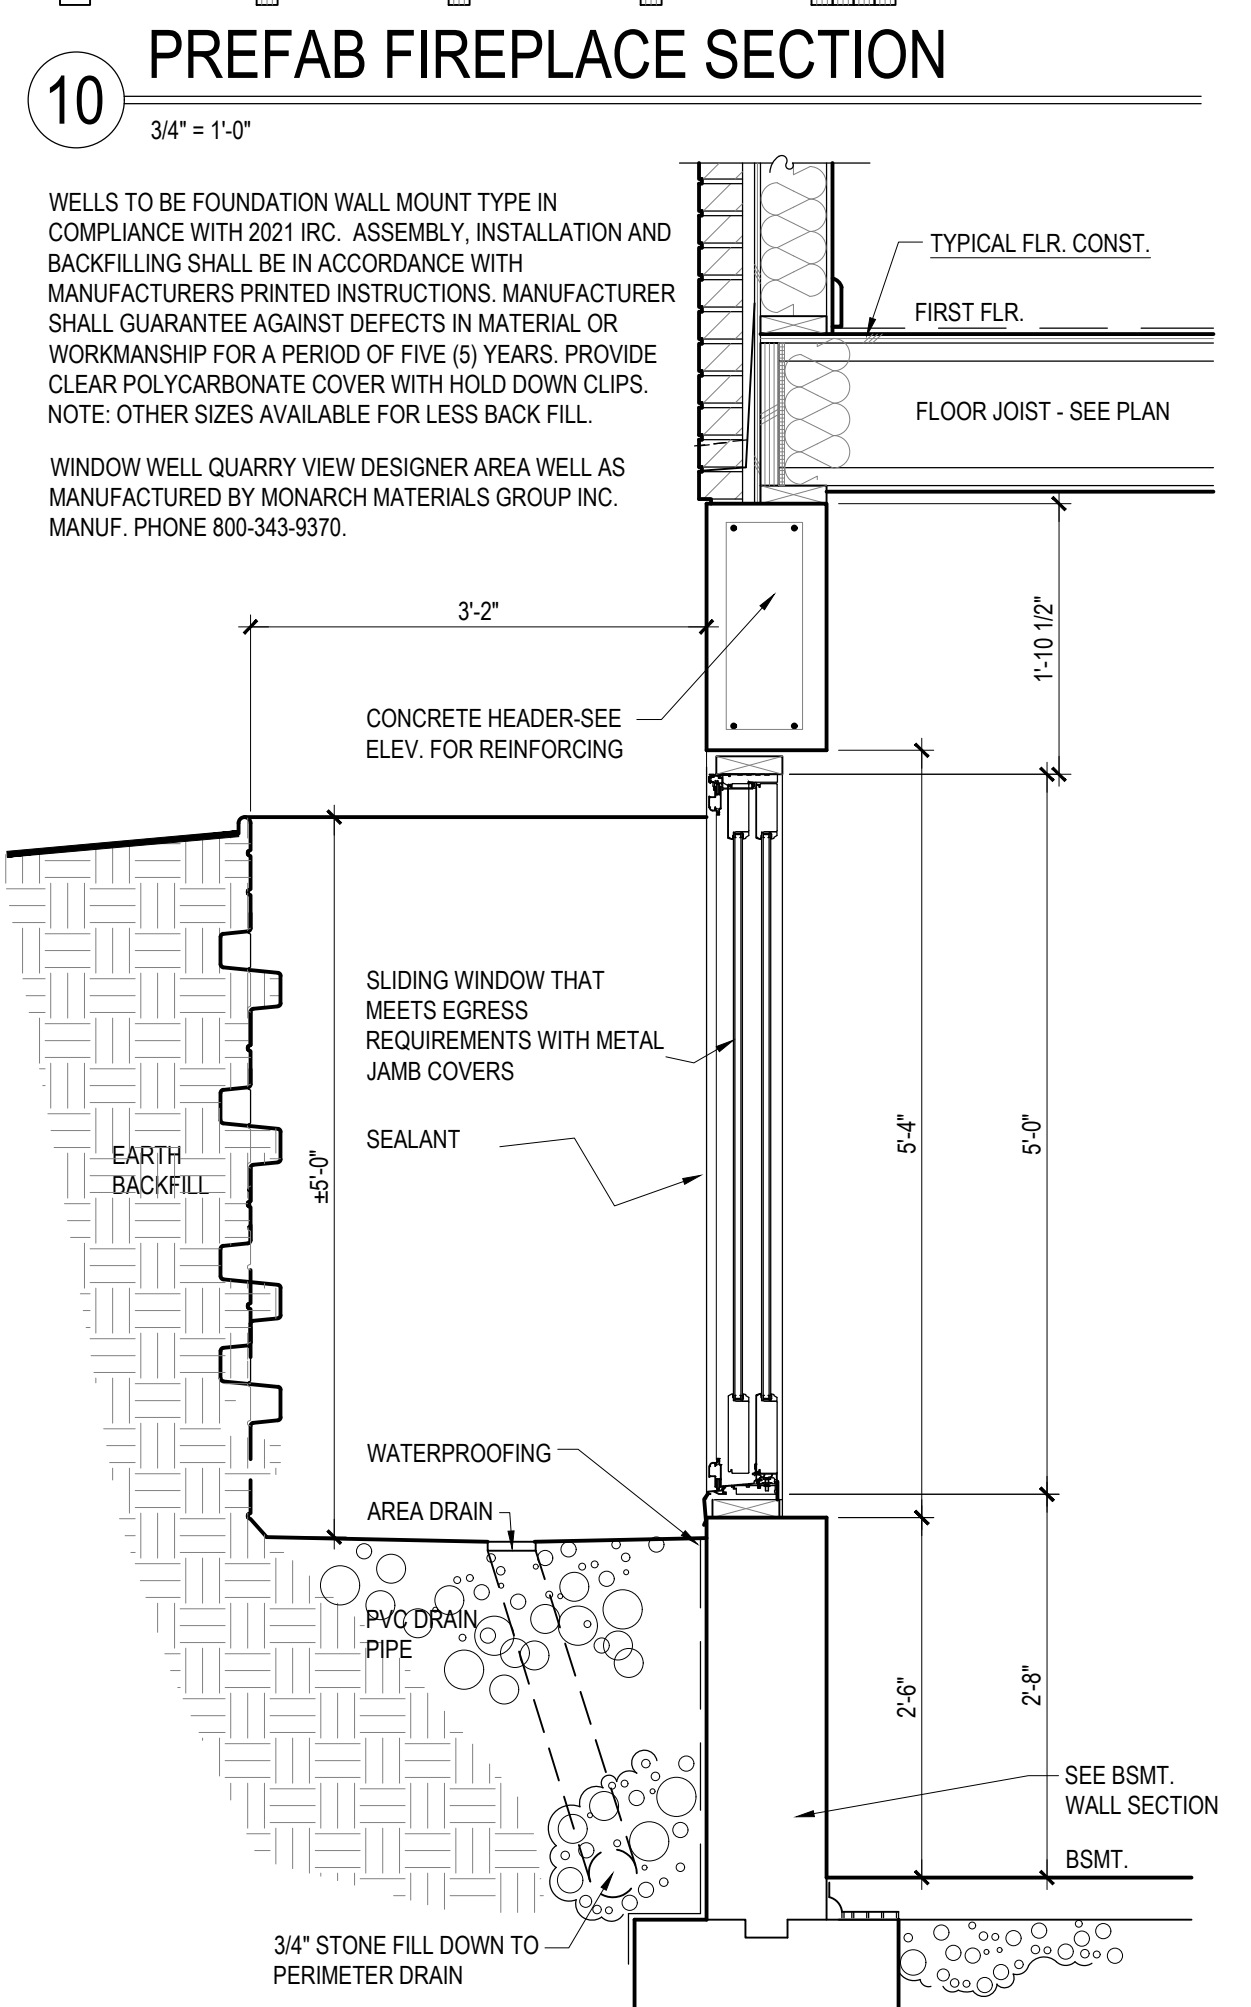 PREFAB FIREPLACE SECTION
10
3/4" = 1'-0"
WELLS TO BE FOUNDATION WALL MOUNT TYPE IN
COMPLIANCE WITH 2021 IRC. ASSEMBLY, INSTALLATION AND
BACKFILLING SHALL BE IN ACCORDANCE WITH
MANUFACTURERS PRINTED INSTRUCTIONS. MANUFACTURER
SHALL GUARANTEE AGAINST DEFECTS IN MATERIAL OR
WORKMANSHIP FOR A PERIOD OF FIVE (5) YEARS. PROVIDE
CLEAR POLYCARBONATE COVER WITH HOLD DOWN CLIPS.
NOTE: OTHER SIZES AVAILABLE FOR LESS BACK FILL.
WINDOW WELL QUARRY VIEW DESIGNER AREA WELL AS
MANUFACTURED BY MONARCH MATERIALS GROUP INC.
MANUF. PHONE 800-343-9370.
TYPICAL FLR. CONST.
FIRST FLR.
FLOOR JOIST - SEE PLAN
3'-2"
1'-10 1/2"
CONCRETE HEADER-SEE
ELEV. FOR REINFORCING
SLIDING WINDOW THAT
MEETS EGRESS
REQUIREMENTS WITH METAL
JAMB COVERS
SEALANT
EARTH
BACKFILL
±5'-0"
5'-4"
5'-0"
WATERPROOFING
AREA DRAIN
PVC DRAIN
PIPE
2'-6"
2'-8"
SEE BSMT.
WALL SECTION
BSMT.
3/4" STONE FILL DOWN TO
PERIMETER DRAIN